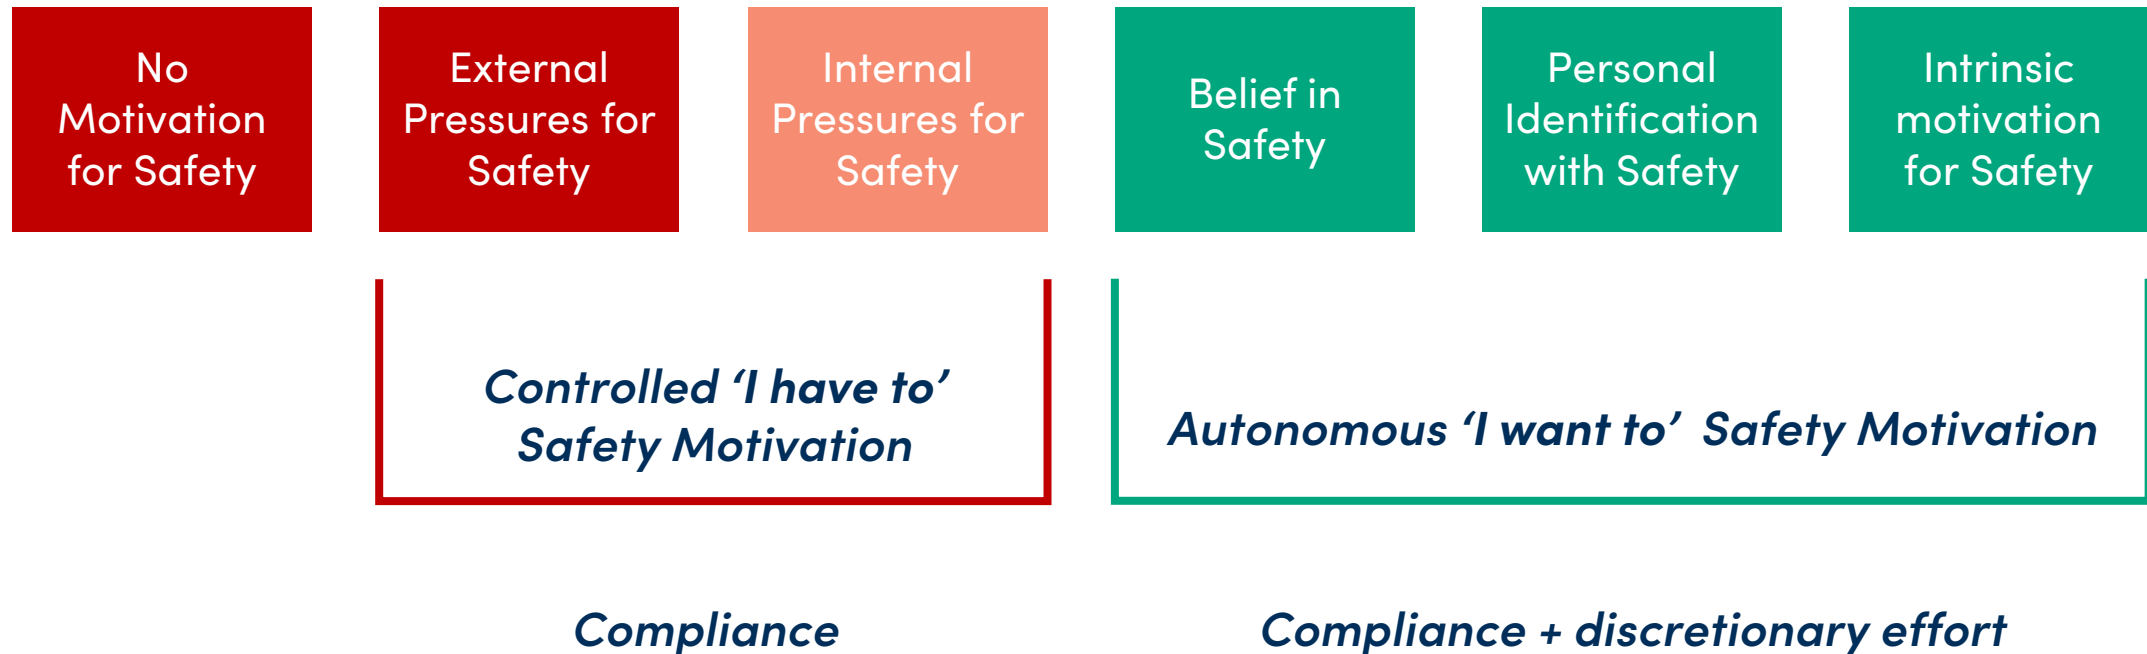 No
Motivation
for Safety
External
Pressures for
Safety
Internal
Pressures for
Safety
Belief in
Safety
Personal
Identification
with Safety
Intrinsic
motivation
for Safety
Controlled ‘I have to’
Safety Motivation
Autonomous ‘I want to’ Safety Motivation
Compliance
Compliance + discretionary effort